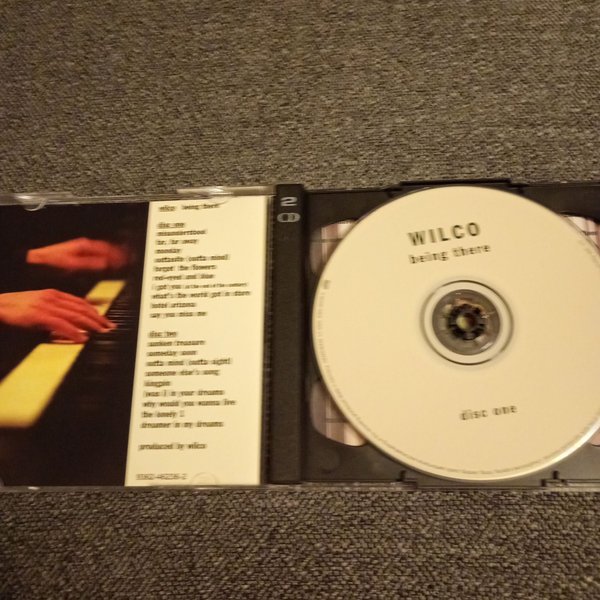 wilco being there
disc one
misunderstood
far, far away
monday
outtasite (outta mind)
forget the flowers
red-eyed and blue
i got you (at the end of the century)
what's the world got in store
hotel arizona
say you miss me
disc two
sunken treasure
someday soon
outta mind (outta sight)
someone else's song
kingpin
(was i) in your dreams
why would you wanna live
the lonely 1
dreamer in my dreams
produced by wilco
9362-46236-2
2
CD
WILCO
being there
disc one